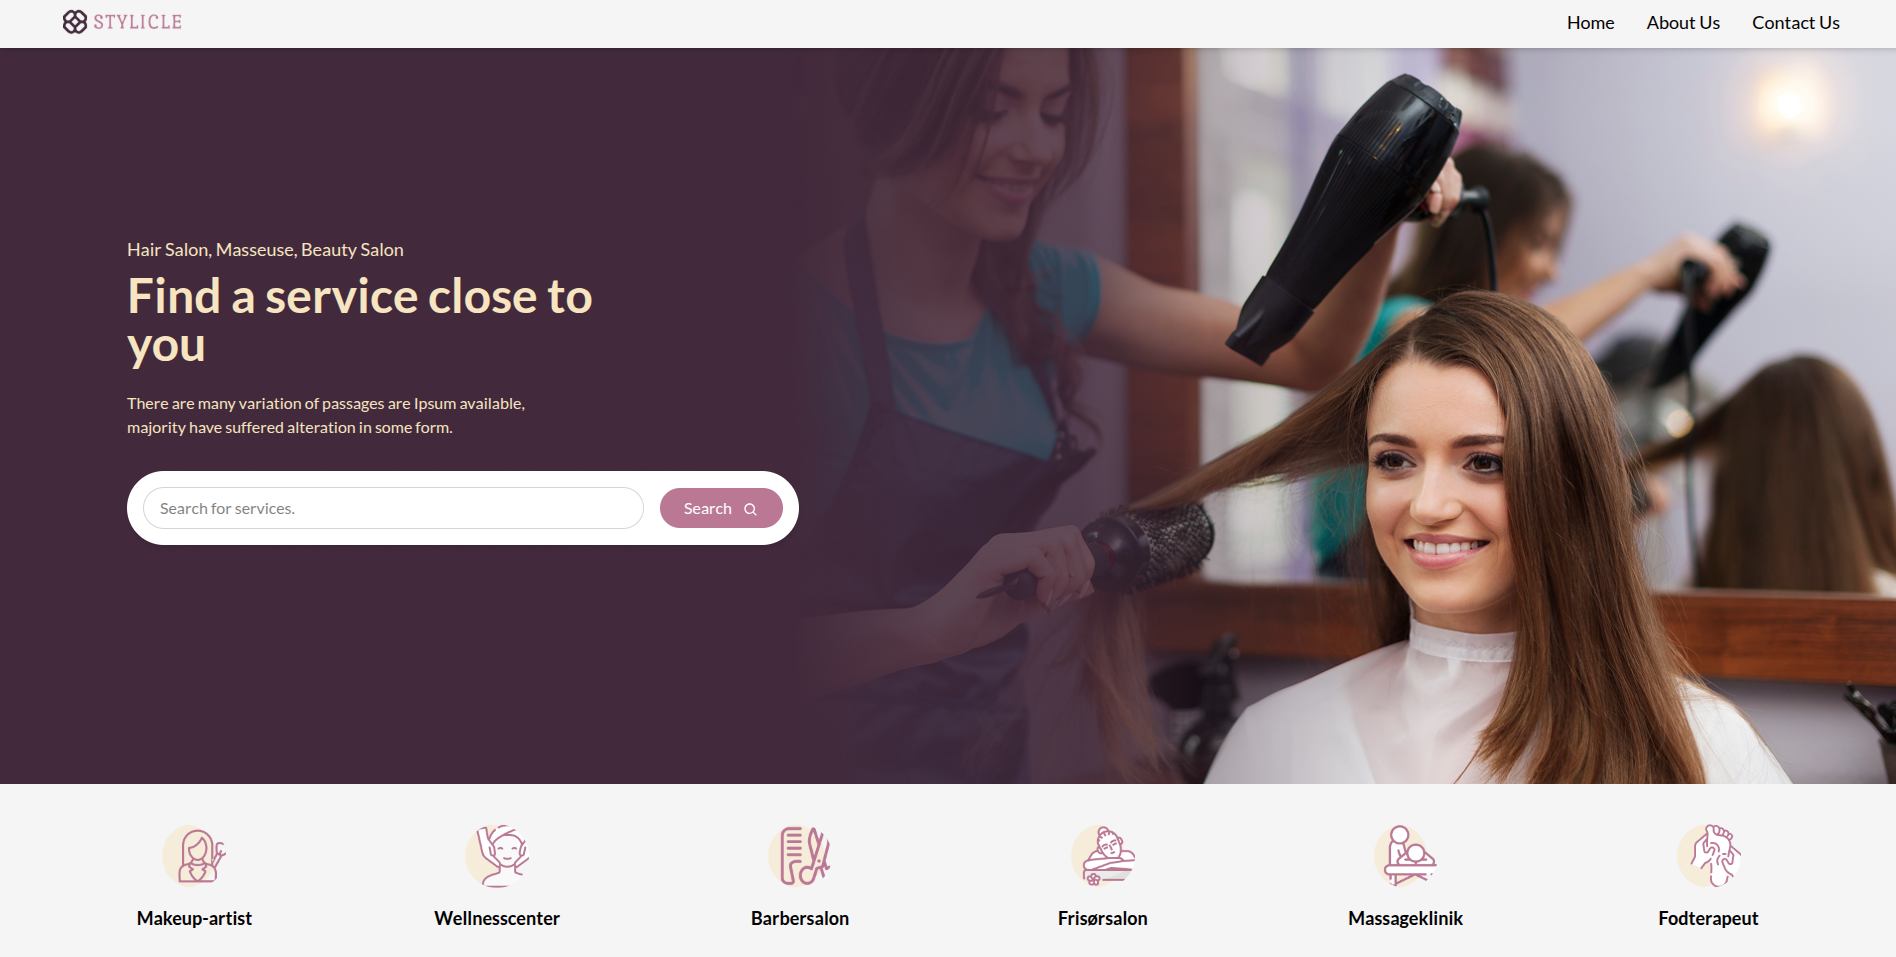 STYLICLE
Home About Us Contact Us
Hair Salon, Masseuse, Beauty Salon
Find a service close to
you
There are many variation of passages are Ipsum available,
majority have suffered alteration in some form.
Search for services.
Search
Makeup-artist Wellnesscenter Barbersalon Frisørsalon Massageklinik Fodterapeut